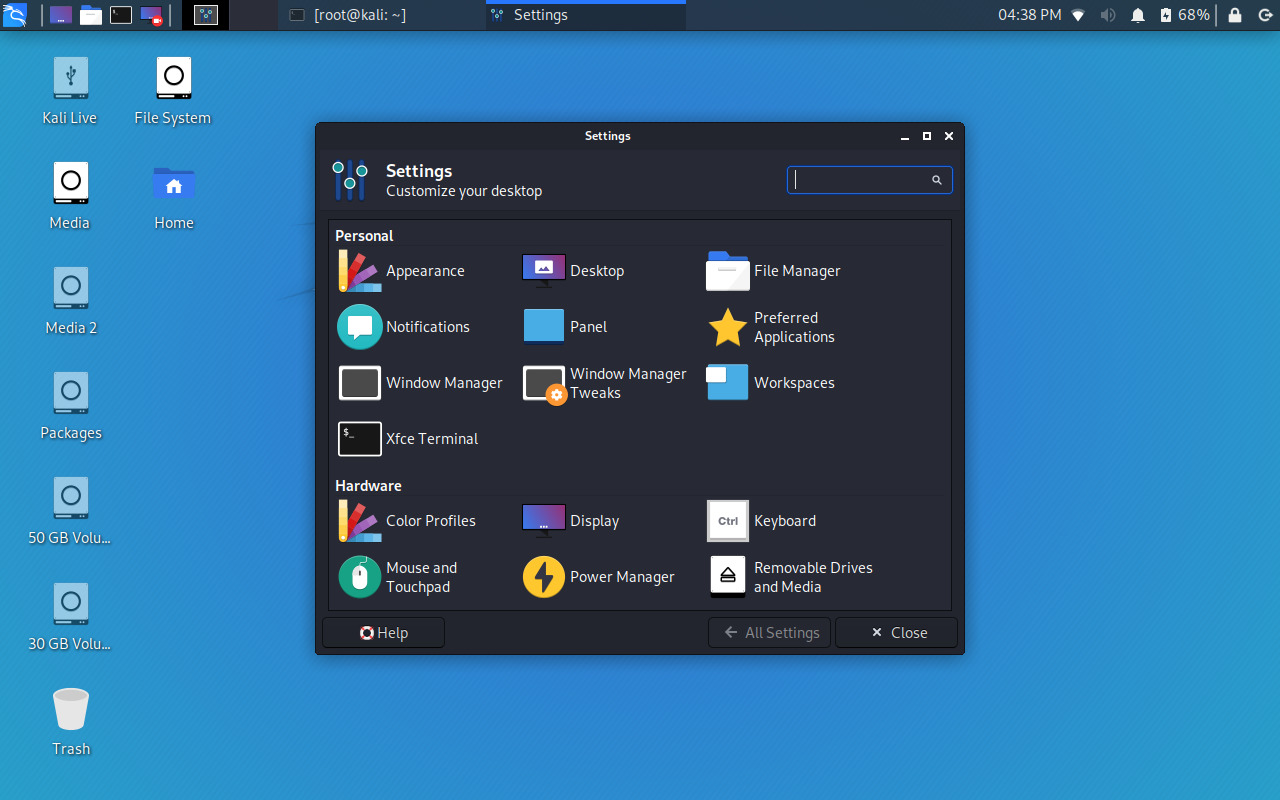 [root@kali: ~]
Settings
04:38 PM
68%
Kali Live
File System
Media
Home
Media 2
Packages
50 GB Volu...
30 GB Volu...
Trash
Settings
Settings
Customize your desktop
Personal
Appearance
Desktop
File Manager
Notifications
Panel
Preferred
Applications
Window Manager
Window Manager
Tweaks
Workspaces
$_
Xfce Terminal
Hardware
Color Profiles
Display
Ctrl
Keyboard
Mouse and
Touchpad
Power Manager
Removable Drives
and Media
Help
All Settings
Close